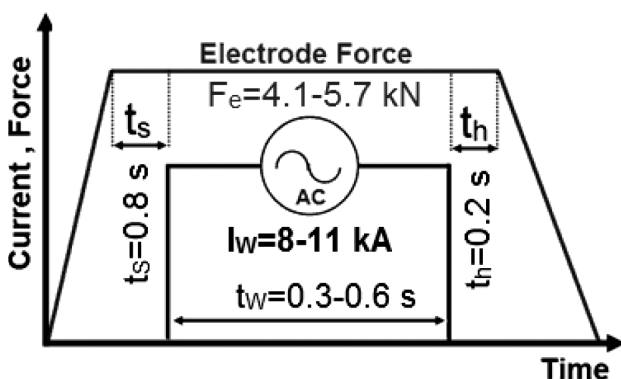 Electrode Force
Fe=4.1-5.7 kN
ts
th
AC
Iw=8-11 kA
tw=0.3-0.6 s
ts=0.8 s
th=0.2 s
Current , Force
Time